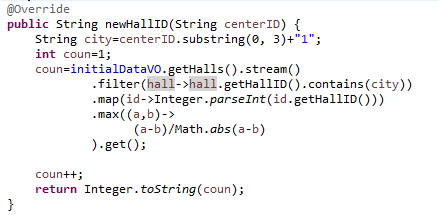 @Override
public String newHallID(String centerID) {
String city=centerID.substring(0, 3)+"1";
int coun=1;
coun=initialDataVO.getHalls().stream()
.filter(hall->hall.getHallID().contains(city))
.map(id->Integer.parseInt(id.getHallID()))
.max((a,b)->
(a-b)/Math.abs(a-b)
).get();
coun++;
return Integer.toString(coun);
}